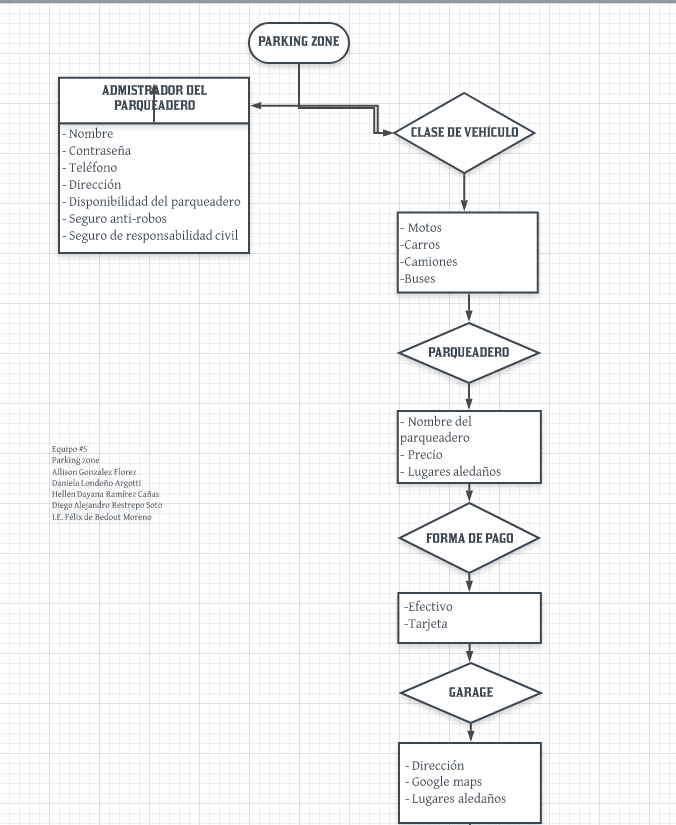 PARKING ZONE
ADMISTRADOR DEL
PARQUEADERO
- Nombre
- Contraseña
- Teléfono
- Dirección
- Disponibilidad del parqueadero
- Seguro anti-robos
- Seguro de responsabilidad civil
CLASE DE VEHÍCULO
- Motos
-Carros
-Camiones
-Buses
PARQUEADERO
- Nombre del
parqueadero
- Precio
- Lugares aledaños
FORMA DE PAGO
-Efectivo
-Tarjeta
GARAGE
- Dirección
- Google maps
- Lugares aledaños
Equipo #5
Parking zone
Allison Gonzalez Florez
Daniela Londoño Argotti
Hellen Dayana Ramírez Cañas
Diego Alejandro Restrepo Soto
I.E. Félix de Bedout Moreno